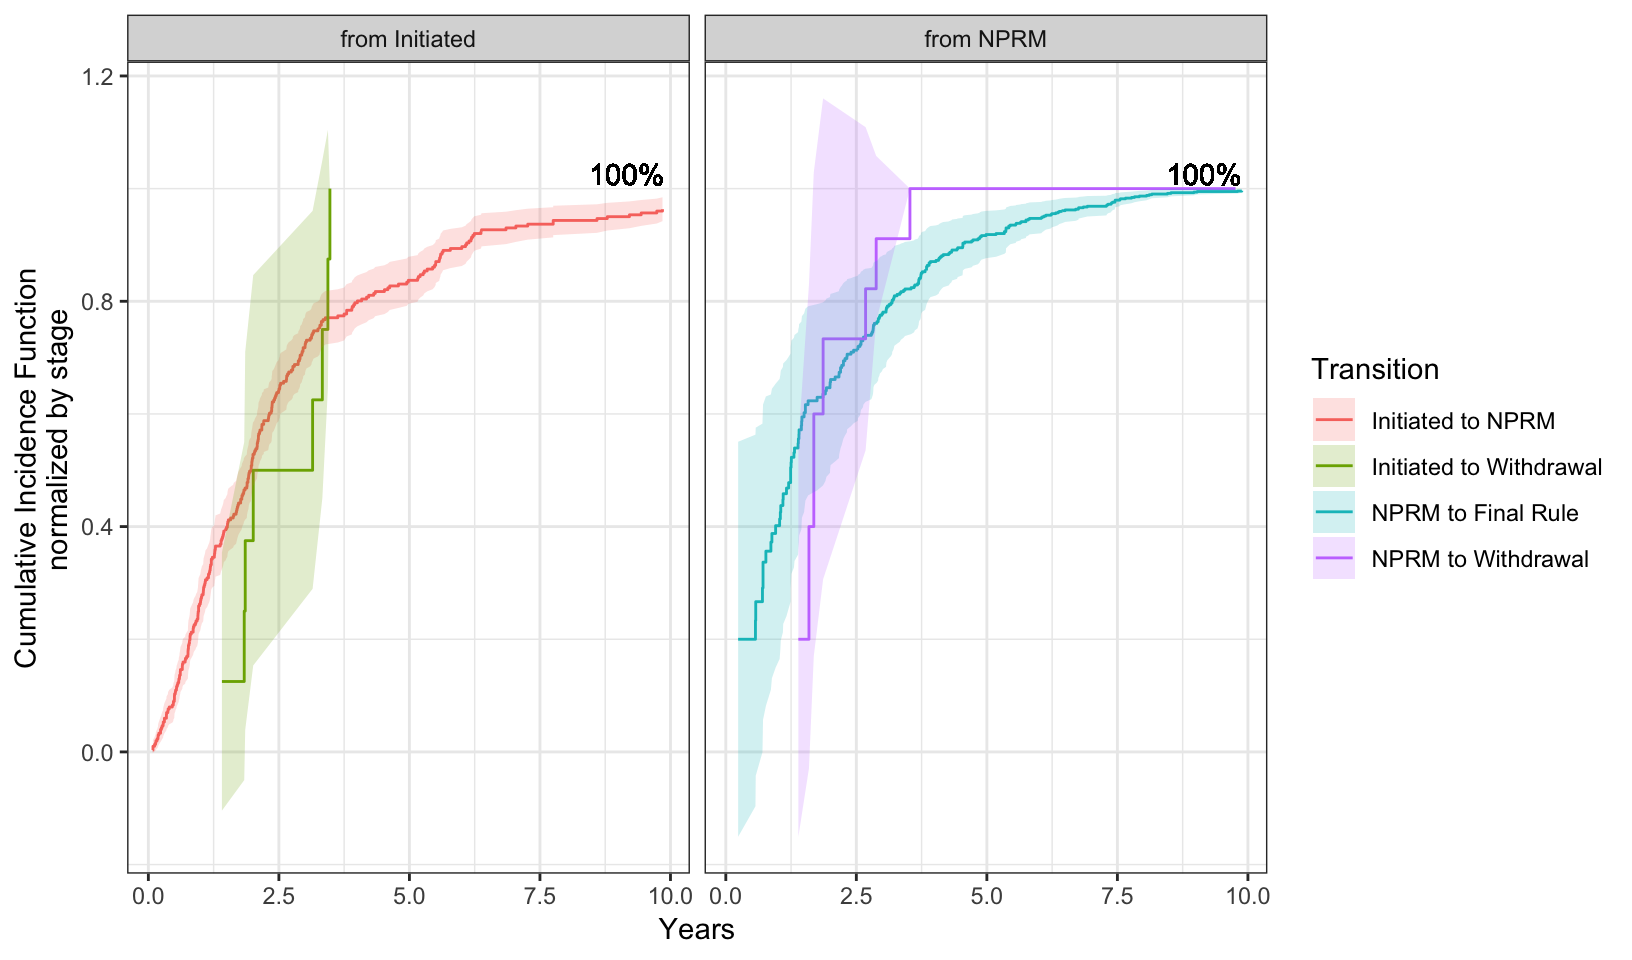 from Initiated
from NPRM
Cumulative Incidence Function
normalized by stage
1.2
0.8
0.4
0.0
100%
100%
0.0 2.5 5.0 7.5 10.0
0.0 2.5 5.0 7.5 10.0
Years
Transition
Initiated to NPRM
Initiated to Withdrawal
NPRM to Final Rule
NPRM to Withdrawal